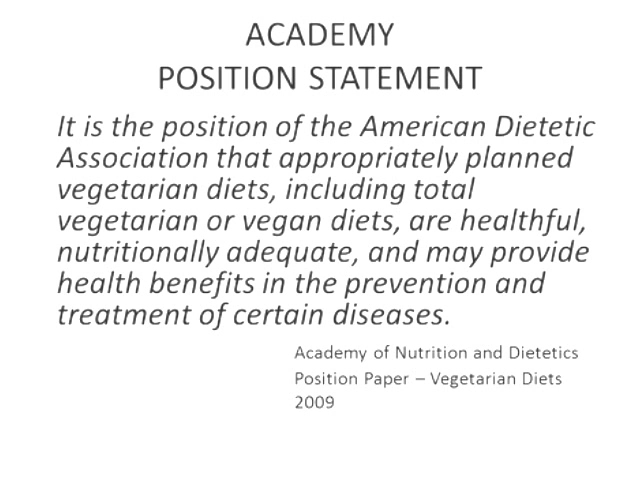 ACADEMY
POSITION STATEMENT
It is the position of the American Dietetic
Association that appropriately planned
vegetarian diets, including total
vegetarian or vegan diets, are healthful,
nutritionally adequate, and may provide
health benefits in the prevention and
treatment of certain diseases.
Academy of Nutrition and Dietetics
Position Paper – Vegetarian Diets
2009